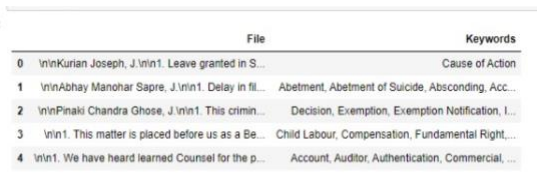 File Keywords
0 \n\nKurian Joseph, J.\n\n1. Leave granted in S... Cause of Action
1 \n\nAbhay Manohar Sapre, J.\n\n1. Delay in fil... Abetment, Abetment of Suicide, Absconding, Acc...
2 \n\nPinaki Chandra Ghose, J.\n\n1. This crimin... Decision, Exemption, Exemption Notification, I...
3 \n\n1. This matter is placed before us as a Be... Child Labour, Compensation, Fundamental Right,...
4 \n\n1. We have heard learned Counsel for the p... Account, Auditor, Authentication, Commercial, ...